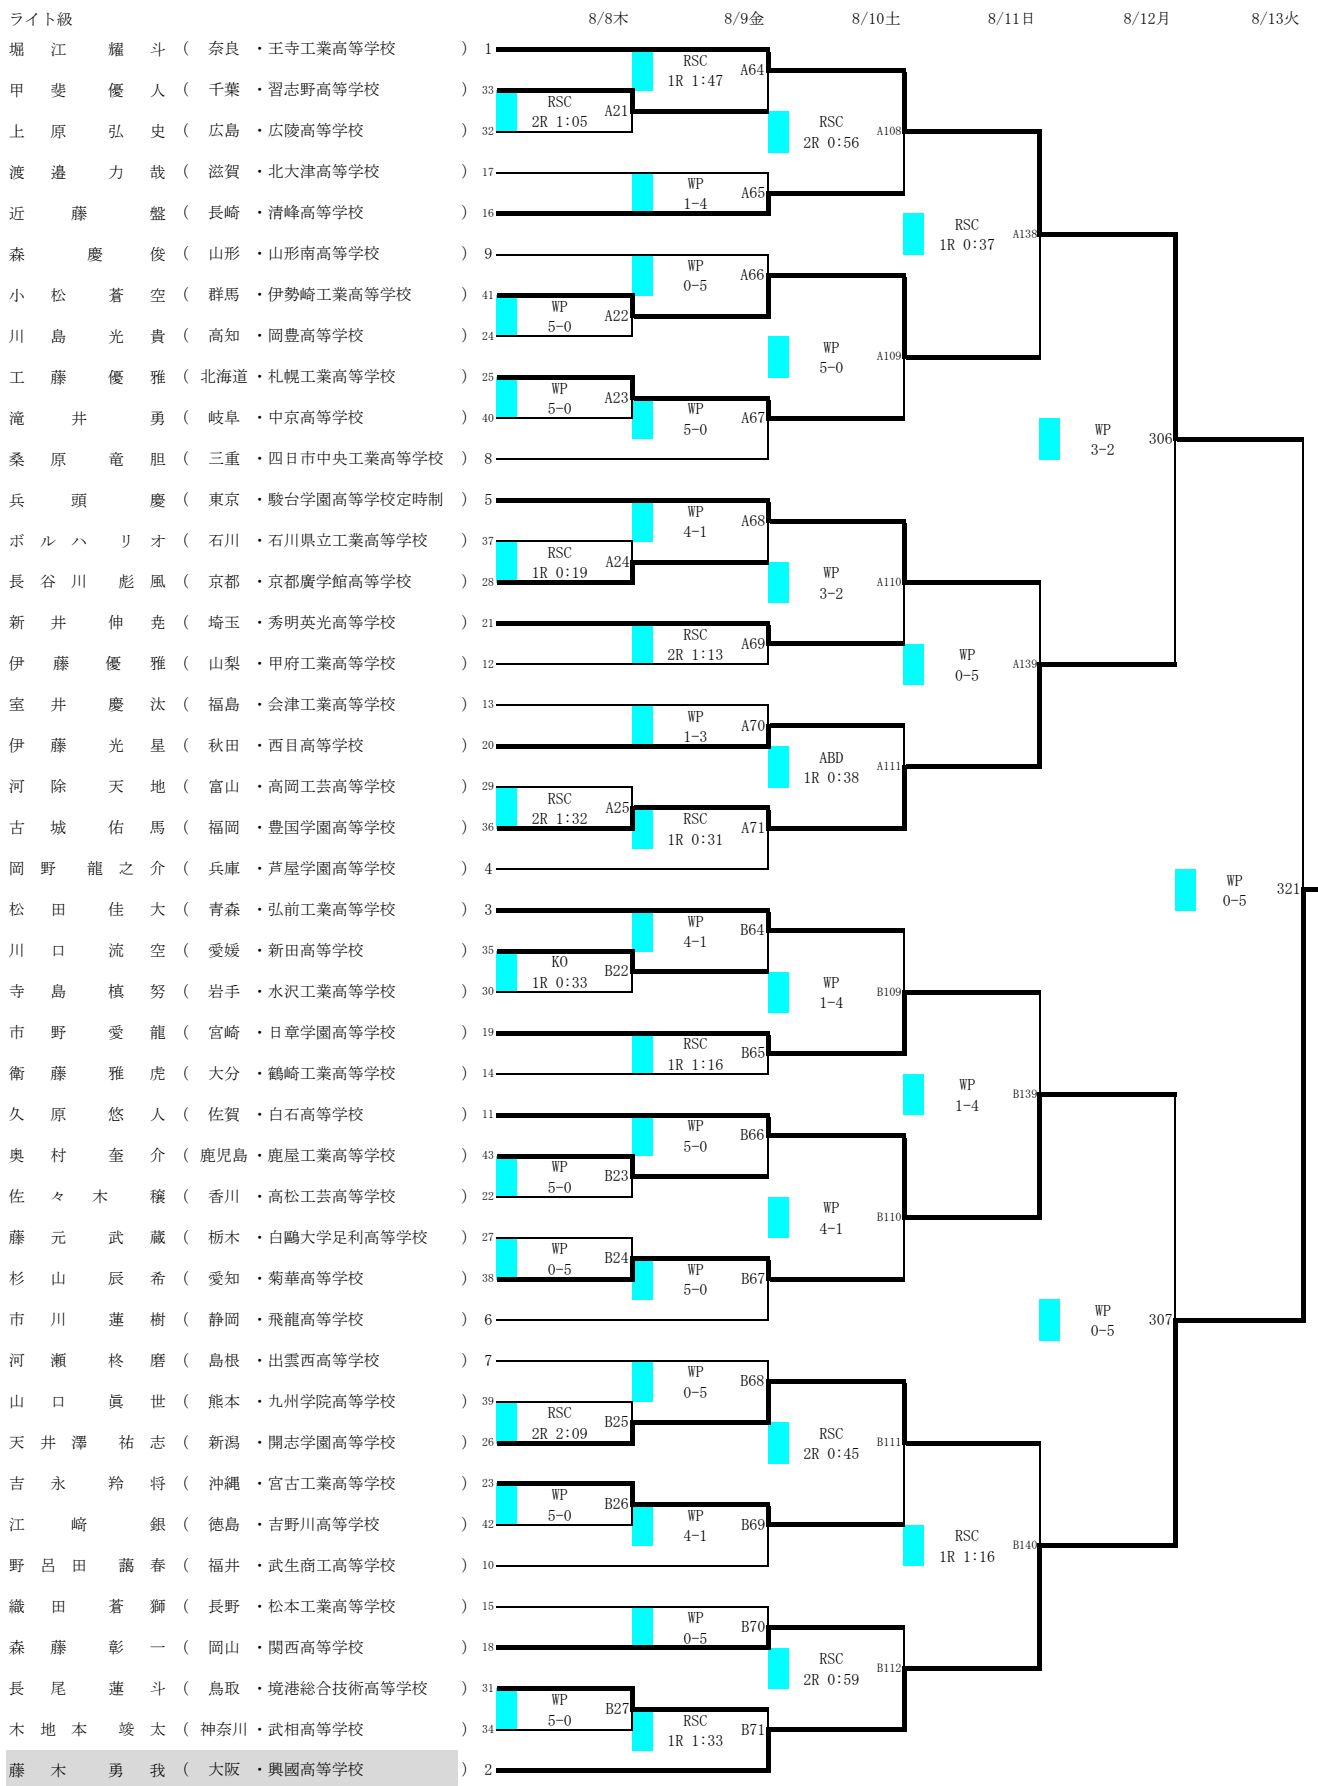 ライト級 8/8木 8/9金 8/10土 8/11日 8/12月 8/13火
堀江 耀斗 ( 奈良 ・王寺工業高等学校 ) 1
RSC
1R 1:47 A64
甲斐 優人 ( 千葉 ・習志野高等学校 ) 33
RSC
2R 1:05 A21
上原 弘史 ( 広島 ・広陵高等学校 ) 32
RSC
2R 0:56 A108
渡邉 力哉 ( 滋賀 ・北大津高等学校 ) 17
WP
1-4 A65
近藤 盤 ( 長崎 ・清峰高等学校 ) 16
RSC
1R 0:37 A138
森 慶俊 ( 山形 ・山形南高等学校 ) 9
WP
0-5 A66
小松 蒼空 ( 群馬 ・伊勢崎工業高等学校 ) 41
WP
5-0 A22
川島 光貴 ( 高知 ・岡豊高等学校 ) 24
WP
5-0 A109
工藤 優雅 ( 北海道 ・札幌工業高等学校 ) 25
WP
5-0 A23
滝井 勇 ( 岐阜 ・中京高等学校 ) 40
WP
5-0 A67
WP
3-2 306
桑原 竜胆 ( 三重 ・四日市中央工業高等学校 ) 8
兵頭 慶 ( 東京 ・駿台学園高等学校定時制 ) 5
WP
4-1 A68
ボルハ リオ ( 石川 ・石川県立工業高等学校 ) 37
RSC
1R 0:19 A24
長谷川 彪風 ( 京都 ・京都廣学館高等学校 ) 28
WP
3-2 A110
新井 伸尭 ( 埼玉 ・秀明英光高等学校 ) 21
RSC
2R 1:13 A69
伊藤 優雅 ( 山梨 ・甲府工業高等学校 ) 12
WP
0-5 A139
室井 慶汰 ( 福島 ・会津工業高等学校 ) 13
WP
1-3 A70
伊藤 光星 ( 秋田 ・西目高等学校 ) 20
ABD
1R 0:38 A111
河除 天地 ( 富山 ・高岡工芸高等学校 ) 29
RSC
2R 1:32 A25
古城 佑馬 ( 福岡 ・豊国学園高等学校 ) 36
RSC
1R 0:31 A71
岡野 龍之介 ( 兵庫 ・芦屋学園高等学校 ) 4
WP
0-5 321
松田 佳大 ( 青森 ・弘前工業高等学校 ) 3
WP
4-1 B64
川口 流空 ( 愛媛 ・新田高等学校 ) 35
KO
1R 0:33 B22
寺島 槙努 ( 岩手 ・水沢工業高等学校 ) 30
WP
1-4 B109
市野 愛龍 ( 宮崎 ・日章学園高等学校 ) 19
RSC
1R 1:16 B65
衛藤 雅虎 ( 大分 ・鶴崎工業高等学校 ) 14
WP
1-4 B139
久原 悠人 ( 佐賀 ・白石高等学校 ) 11
WP
5-0 B66
奥村 奎介 ( 鹿児島 ・鹿屋工業高等学校 ) 43
WP
5-0 B23
佐々木 穣 ( 香川 ・高松工芸高等学校 ) 22
WP
4-1 B110
藤元 武蔵 ( 栃木 ・白鷗大学足利高等学校 ) 27
WP
0-5 B24
杉山 辰希 ( 愛知 ・菊華高等学校 ) 38
WP
5-0 B67
市川 蓮樹 ( 静岡 ・飛龍高等学校 ) 6
WP
0-5 307
河瀬 柊磨 ( 島根 ・出雲西高等学校 ) 7
WP
0-5 B68
山口 眞世 ( 熊本 ・九州学院高等学校 ) 39
RSC
2R 2:09 B25
天井澤 祐志 ( 新潟 ・開志学園高等学校 ) 26
RSC
2R 0:45 B111
吉永 羚将 ( 沖縄 ・宮古工業高等学校 ) 23
WP
5-0 B26
江﨑 銀 ( 徳島 ・吉野川高等学校 ) 42
WP
4-1 B69
RSC
1R 1:16 B140
野呂田 藹春 ( 福井 ・武生商工高等学校 ) 10
織田 蒼獅 ( 長野 ・松本工業高等学校 ) 15
WP
0-5 B70
森藤 彰一 ( 岡山 ・関西高等学校 ) 18
RSC
2R 0:59 B112
長尾 蓮斗 ( 鳥取 ・境港総合技術高等学校 ) 31
WP
5-0 B27
木地本 竣太 ( 神奈川 ・武相高等学校 ) 34
RSC
1R 1:33 B71
藤木 勇我 ( 大阪 ・興國高等学校 ) 2